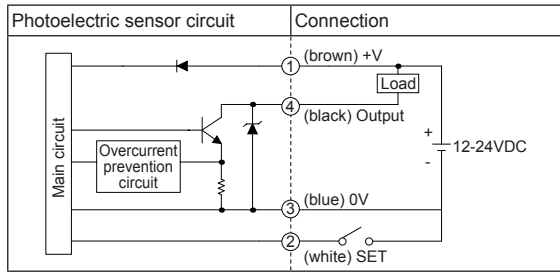 Photoelectric sensor circuit
Connection
1
(brown) +V
Load
4
(black) Output
Main circuit
Overcurrent
prevention
circuit
+
12-24VDC
-
3
(blue) 0V
2
(white) SET